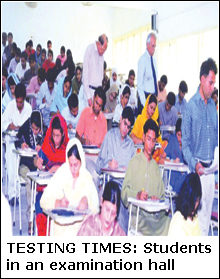 TESTING TIMES: Students
in an examination hall